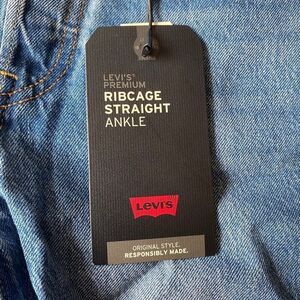 LEVI'S®
PREMIUM
RIBCAGE
STRAIGHT
ANKLE
Levi's
ORIGINAL STYLE.
RESPONSIBLY MADE.